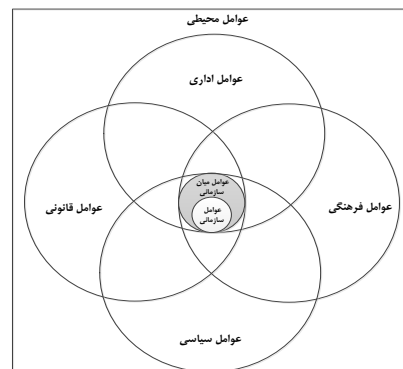 عوامل محیطی
عوامل اداری
عوامل میان
سازمانی
عوامل فرهنگی
عوامل قانونی
عوامل
سازمانی
عوامل سیاسی